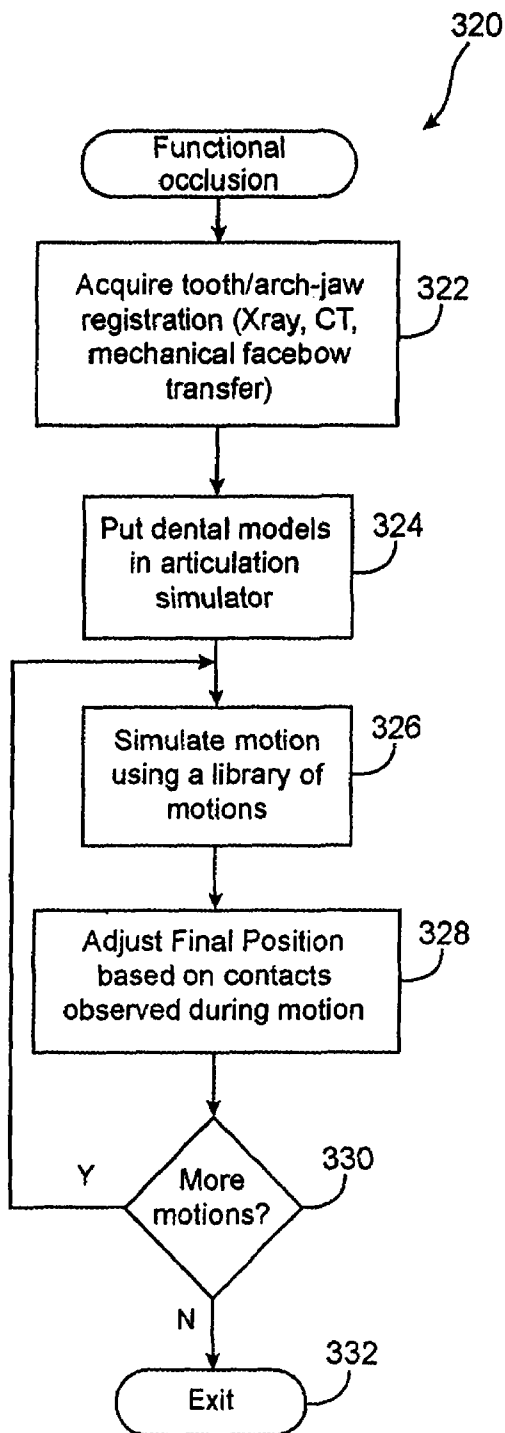 320
Functional
occlusion
Acquire tooth/arch-jaw
registration (Xray, CT,
mechanical facebow
transfer)
322
Put dental models
in articulation
simulator
324
Simulate motion
using a library of
motions
326
Adjust Final Position
based on contacts
observed during motion
328
More
motions?
330
Y
N
Exit
332